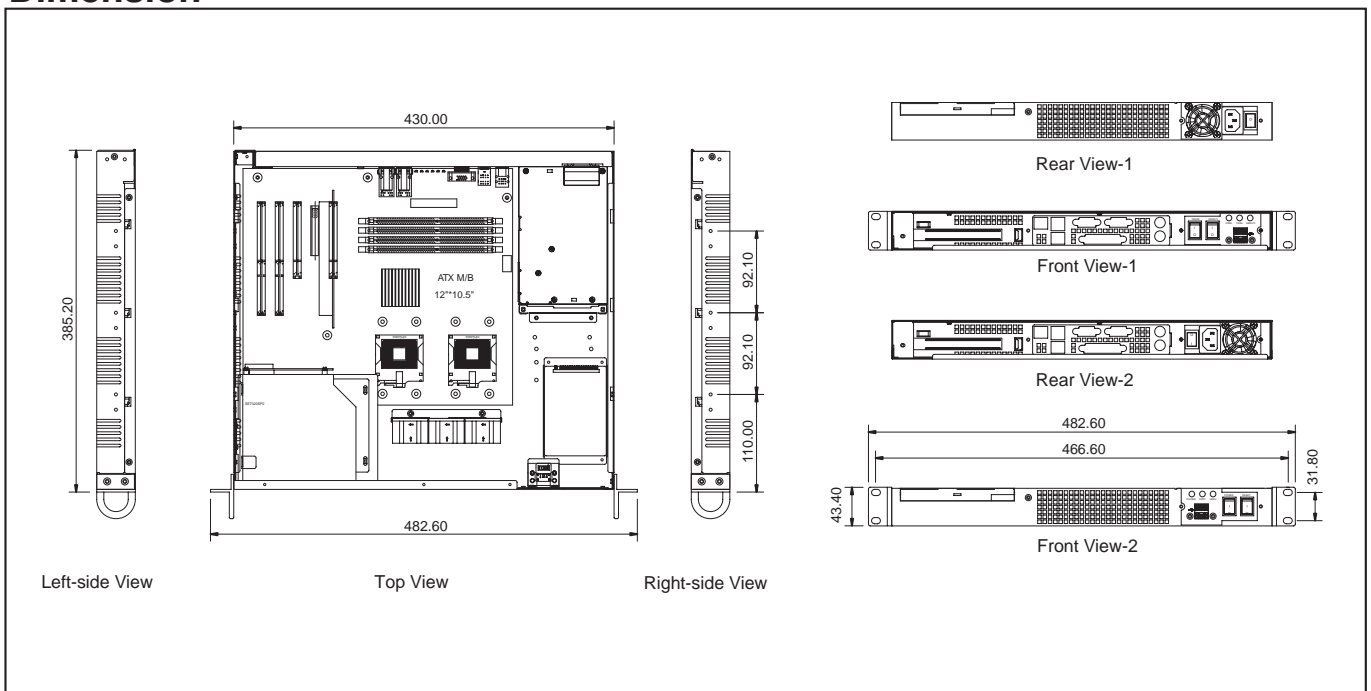 Dimension
430.00
385.20
ATX M/B
12"*10.5"
482.60
92.10
92.10
110.00
Left-side View
Top View
Right-side View
Rear View-1
Front View-1
Rear View-2
482.60
466.60
43.40
31.80
Front View-2